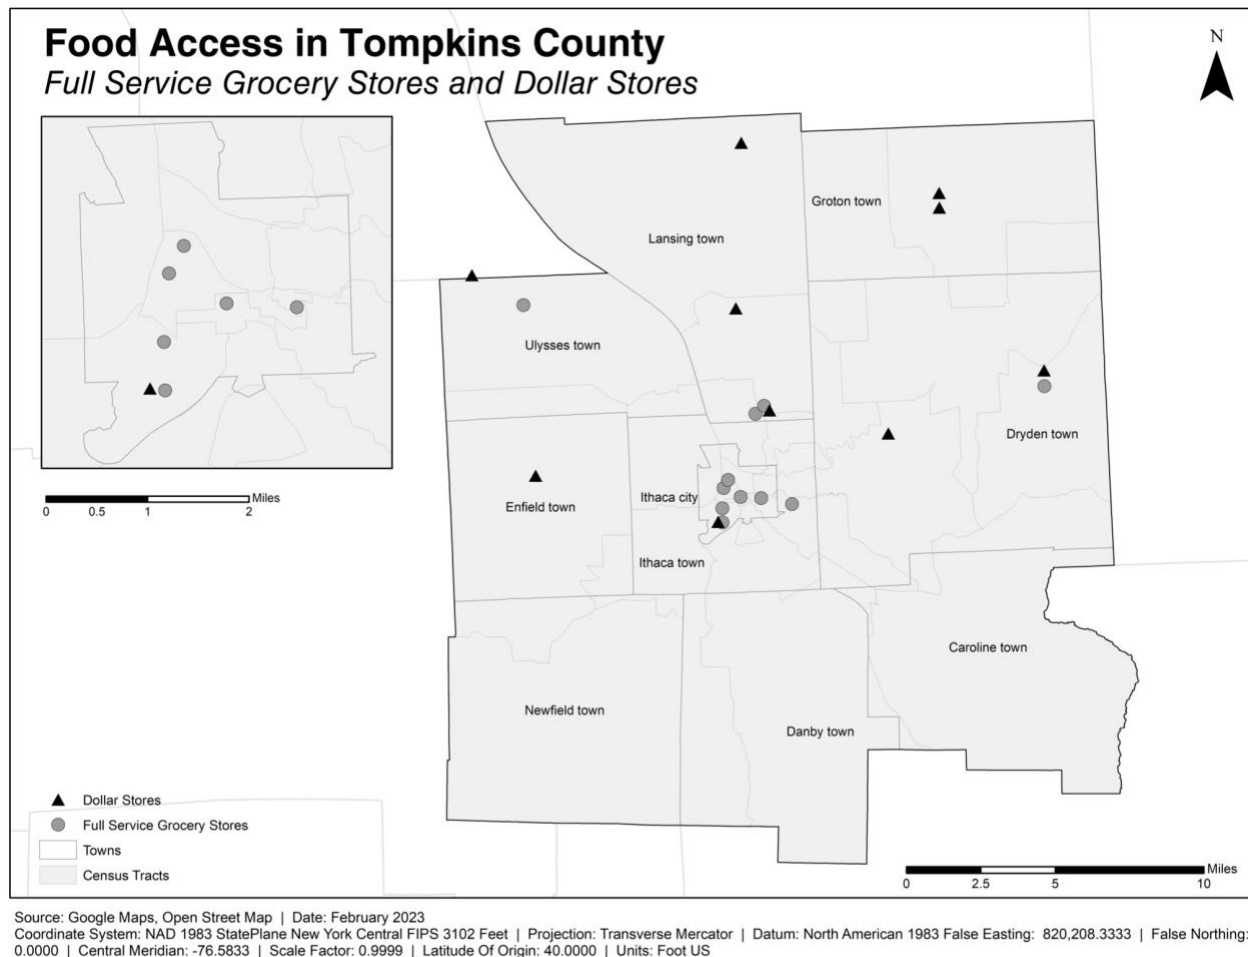 Food Access in Tompkins County
Full Service Grocery Stores and Dollar Stores
N
Groton town
Lansing town
Ulysses town
Dryden town
Ithaca city
Enfield town
Ithaca town
Caroline town
Newfield town
Danby town
Miles
0 0.5 1 2
Dollar Stores
Full Service Grocery Stores
Towns
Census Tracts
Miles
0 2.5 5 10
Source: Google Maps, Open Street Map | Date: February 2023
Coordinate System: NAD 1983 StatePlane New York Central FIPS 3102 Feet | Projection: Transverse Mercator | Datum: North American 1983 False Easting: 820,208.3333 | False Northing:
0.0000 | Central Meridian: -76.5833 | Scale Factor: 0.9999 | Latitude Of Origin: 40.0000 | Units: Foot US